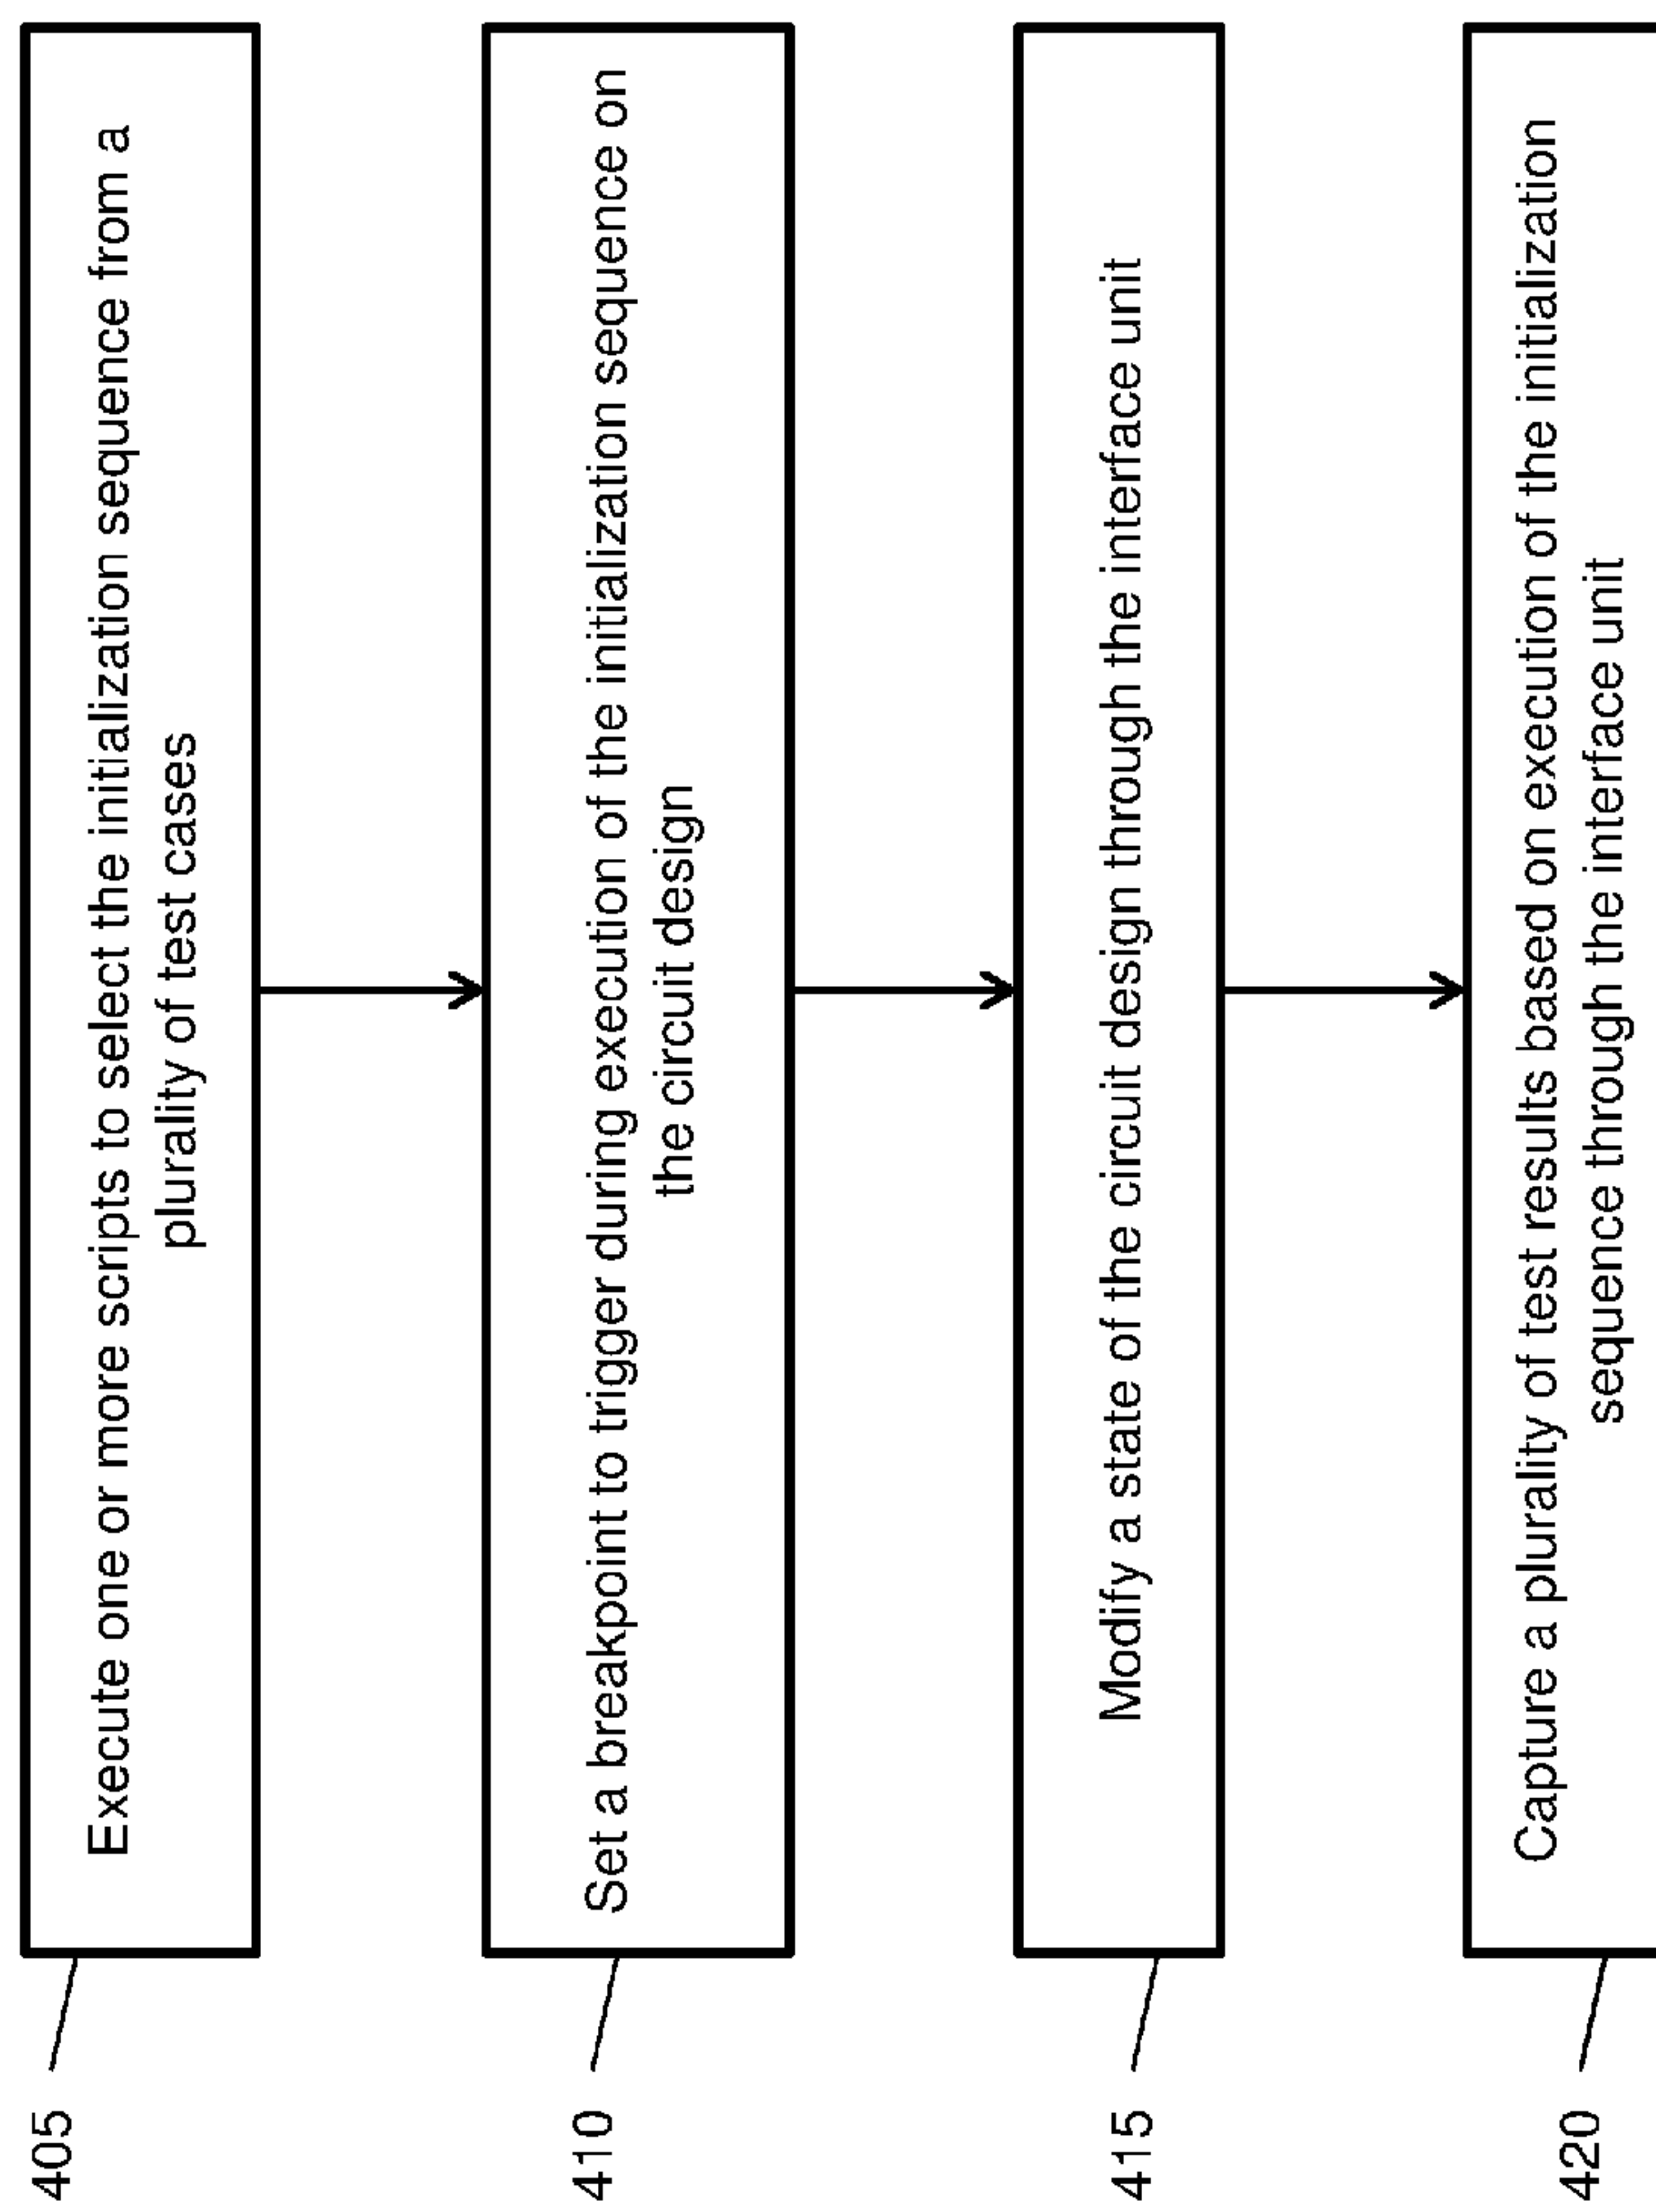 405
Execute one or more scripts to select the initialization sequence from a
plurality of test cases
410
Set a breakpoint to trigger during execution of the initialization sequence on
the circuit design
415
Modify a state of the circuit design through the interface unit
420
Capture a plurality of test results based on execution of the initialization
sequence through the interface unit